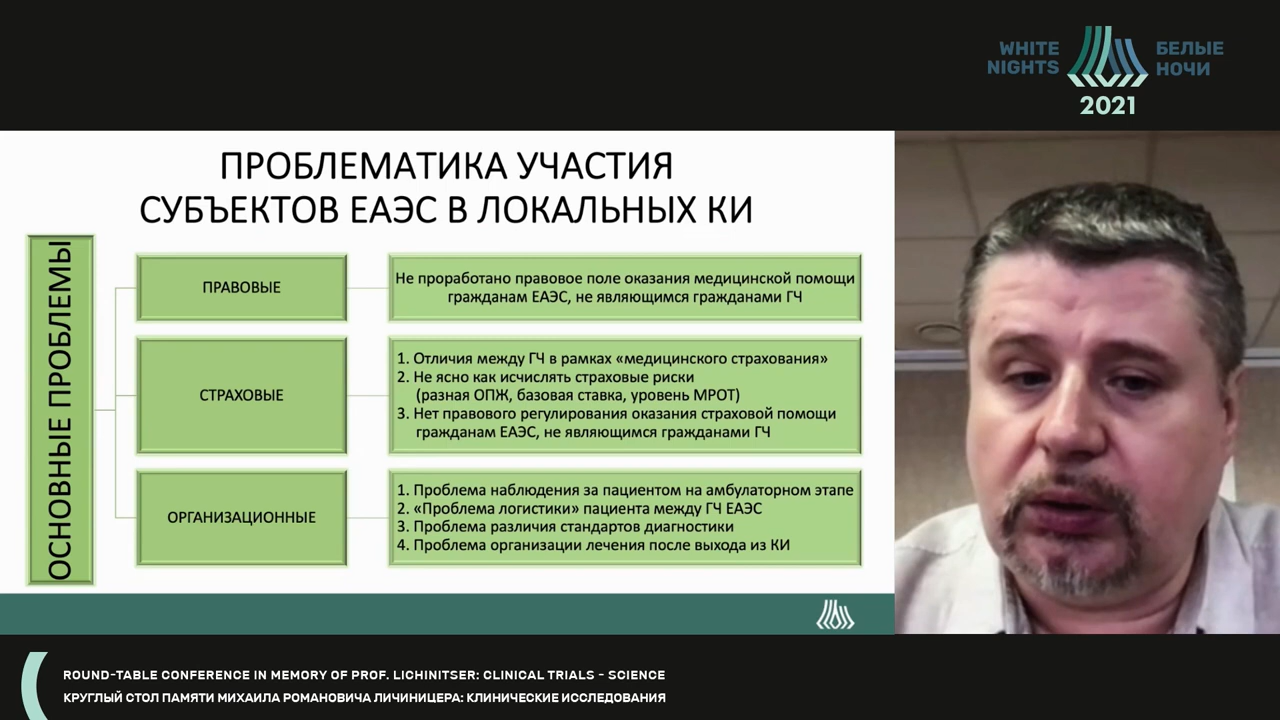 WHITE
NIGHTS
БЕЛЫЕ
НОЧИ
2021
ПРОБЛЕМАТИКА УЧАСТИЯ
СУБЪЕКТОВ ЕАЭС В ЛОКАЛЬНЫХ КИ
ОСНОВНЫЕ ПРОБЛЕМЫ
ПРАВОВЫЕ
Не проработано правовое поле оказания медицинской помощи
гражданам ЕАЭС, не являющимся гражданами ГЧ
СТРАХОВЫЕ
1. Отличия между ГЧ в рамках «медицинского страхования»
2. Не ясно как исчислять страховые риски
(разная ОПЖ, базовая ставка, уровень МРОТ)
3. Нет правового регулирования оказания страховой помощи
гражданам ЕАЭС, не являющимся гражданами ГЧ
ОРГАНИЗАЦИОННЫЕ
1. Проблема наблюдения за пациентом на амбулаторном этапе
2. «Проблема логистики» пациента между ГЧ ЕАЭС
3. Проблема различия стандартов диагностики
4. Проблема организации лечения после выхода из КИ
ROUND-TABLE CONFERENCE IN MEMORY OF PROF. LICHINITSER: CLINICAL TRIALS - SCIENCE
КРУГЛЫЙ СТОЛ ПАМЯТИ МИХАИЛА РОМАНОВИЧА ЛИЧИНИЦЕРА: КЛИНИЧЕСКИЕ ИССЛЕДОВАНИЯ